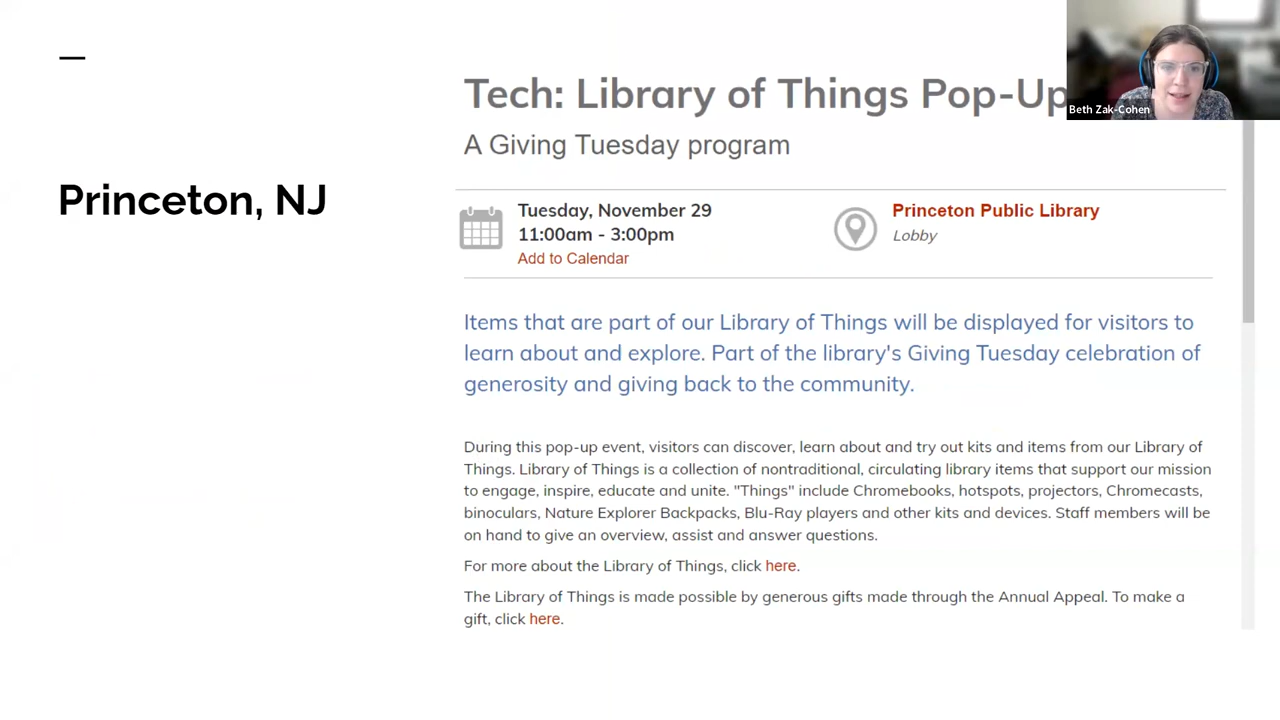 Princeton, NJ
Tech: Library of Things Pop-Up
Beth Zak-Cohen
A Giving Tuesday program
Tuesday, November 29
11:00am - 3:00pm
Add to Calendar
Princeton Public Library
Lobby
Items that are part of our Library of Things will be displayed for visitors to
learn about and explore. Part of the library's Giving Tuesday celebration of
generosity and giving back to the community.
During this pop-up event, visitors can discover, learn about and try out kits and items from our Library of
Things. Library of Things is a collection of nontraditional, circulating library items that support our mission
to engage, inspire, educate and unite. "Things" include Chromebooks, hotspots, projectors, Chromecasts,
binoculars, Nature Explorer Backpacks, Blu-Ray players and other kits and devices. Staff members will be
on hand to give an overview, assist and answer questions.
For more about the Library of Things, click here.
The Library of Things is made possible by generous gifts made through the Annual Appeal. To make a
gift, click here.